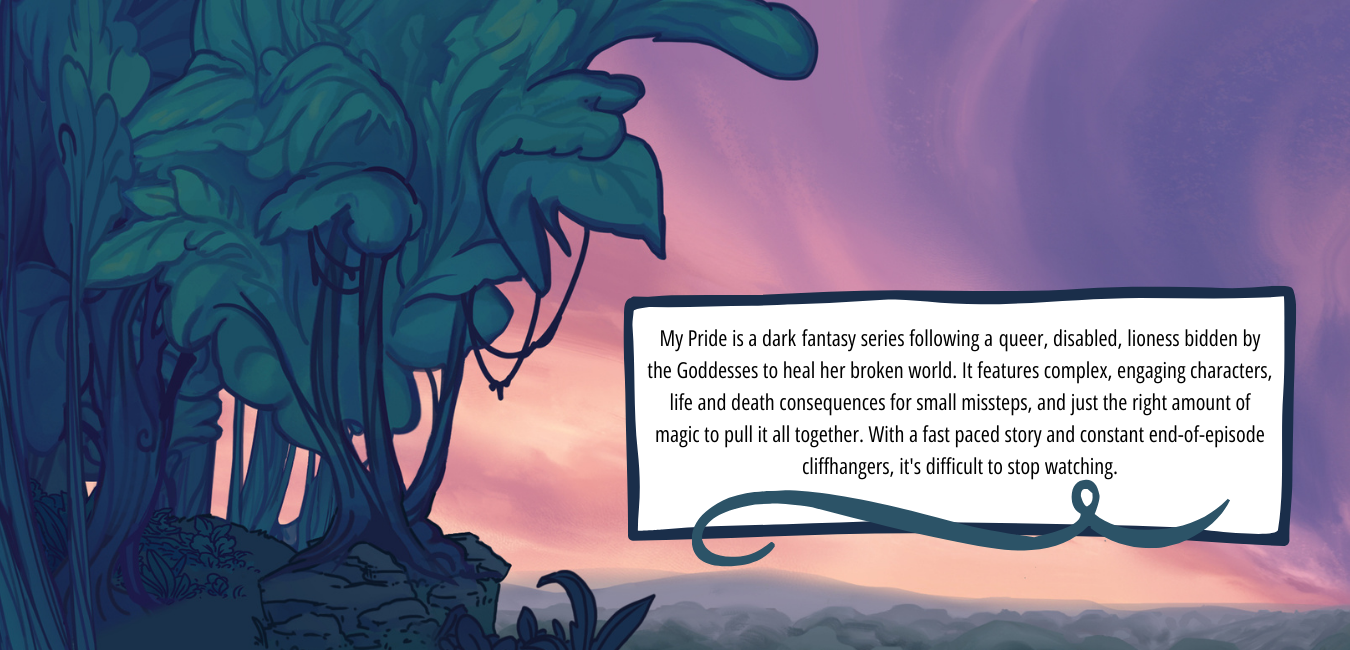 My Pride is a dark fantasy series following a queer, disabled, lioness bidden by
the Goddesses to heal her broken world. It features complex, engaging characters,
life and death consequences for small missteps, and just the right amount of
magic to pull it all together. With a fast paced story and constant end-of-episode
cliffhangers, it's difficult to stop watching.